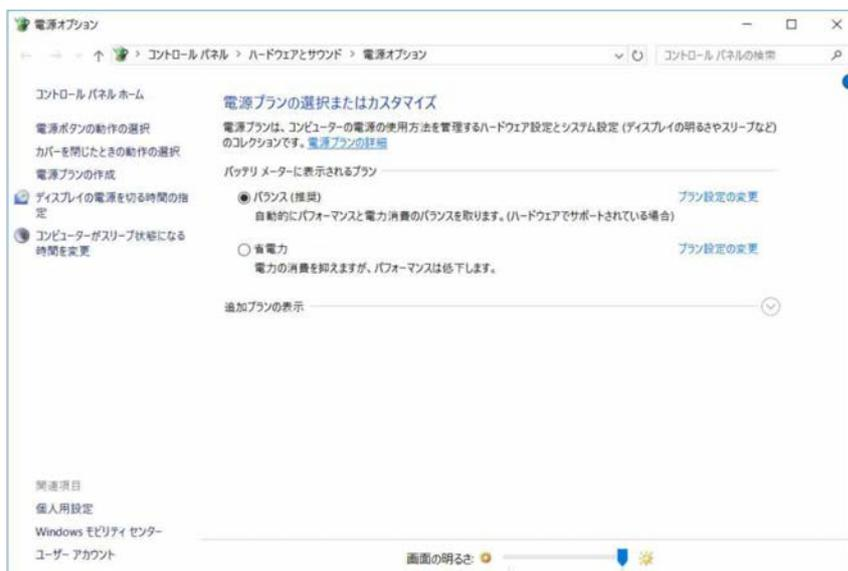 電源オプション
コントロール パネル > ハードウェアとサウンド > 電源オプション
コントロール パネルの検索
コントロール パネル ホーム
電源ボタンの動作の選択
カバーを閉じたときの動作の選択
電源プランの作成
ディスプレイの電源を切る時間の指
定
コンピューターがスリープ状態になる
時間を変更
電源プランの選択またはカスタマイズ
電源プランは、コンピューターの電源の使用方法を管理するハードウェア設定とシステム設定 (ディスプレイの明るさやスリープなど)
のコレクションです。電源プランの詳細
バッテリ メーターに表示されるプラン
バランス (推奨)
プラン設定の変更
自動的にパフォーマンスと電力消費のバランスを取ります。(ハードウェアでサポートされている場合)
省電力
プラン設定の変更
電力の消費を抑えますが、パフォーマンスは低下します。
追加プランの表示
関連項目
個人用設定
Windows モビリティ センター
ユーザー アカウント
画面の明るさ: